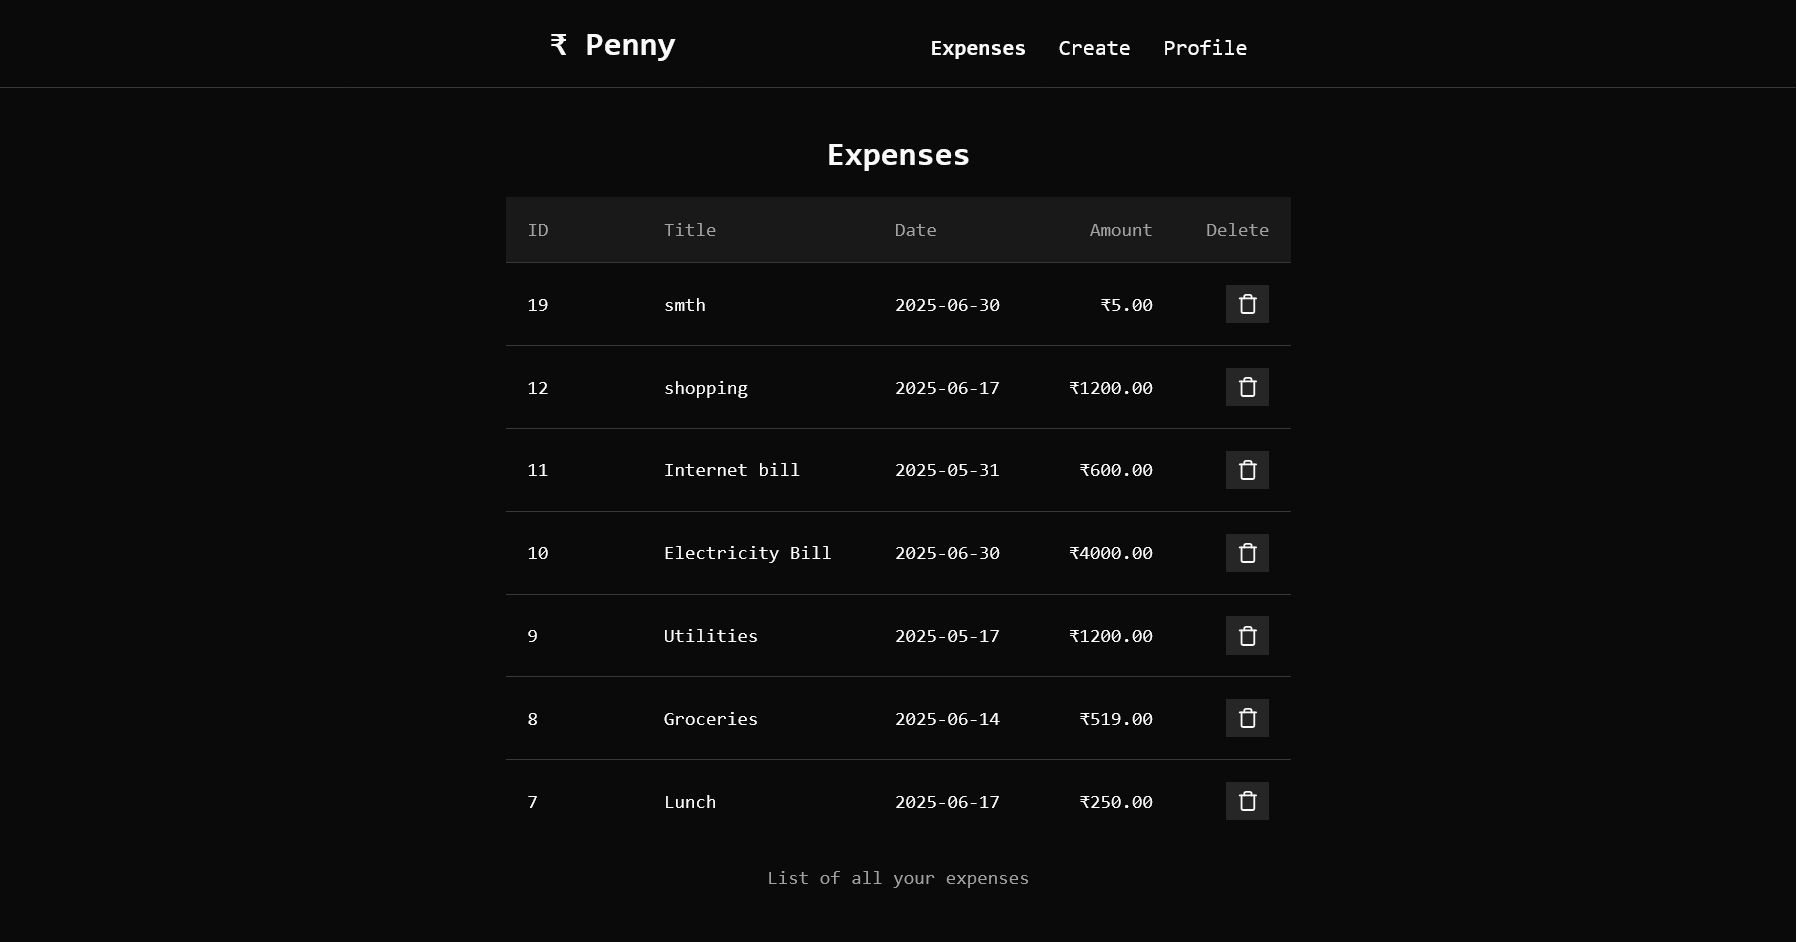 ₹ Penny Expenses Create Profile
Expenses
ID Title Date Amount Delete
19 smth 2025-06-30 ₹5.00
12 shopping 2025-06-17 ₹1200.00
11 Internet bill 2025-05-31 ₹600.00
10 Electricity Bill 2025-06-30 ₹4000.00
9 Utilities 2025-05-17 ₹1200.00
8 Groceries 2025-06-14 ₹519.00
7 Lunch 2025-06-17 ₹250.00
List of all your expenses